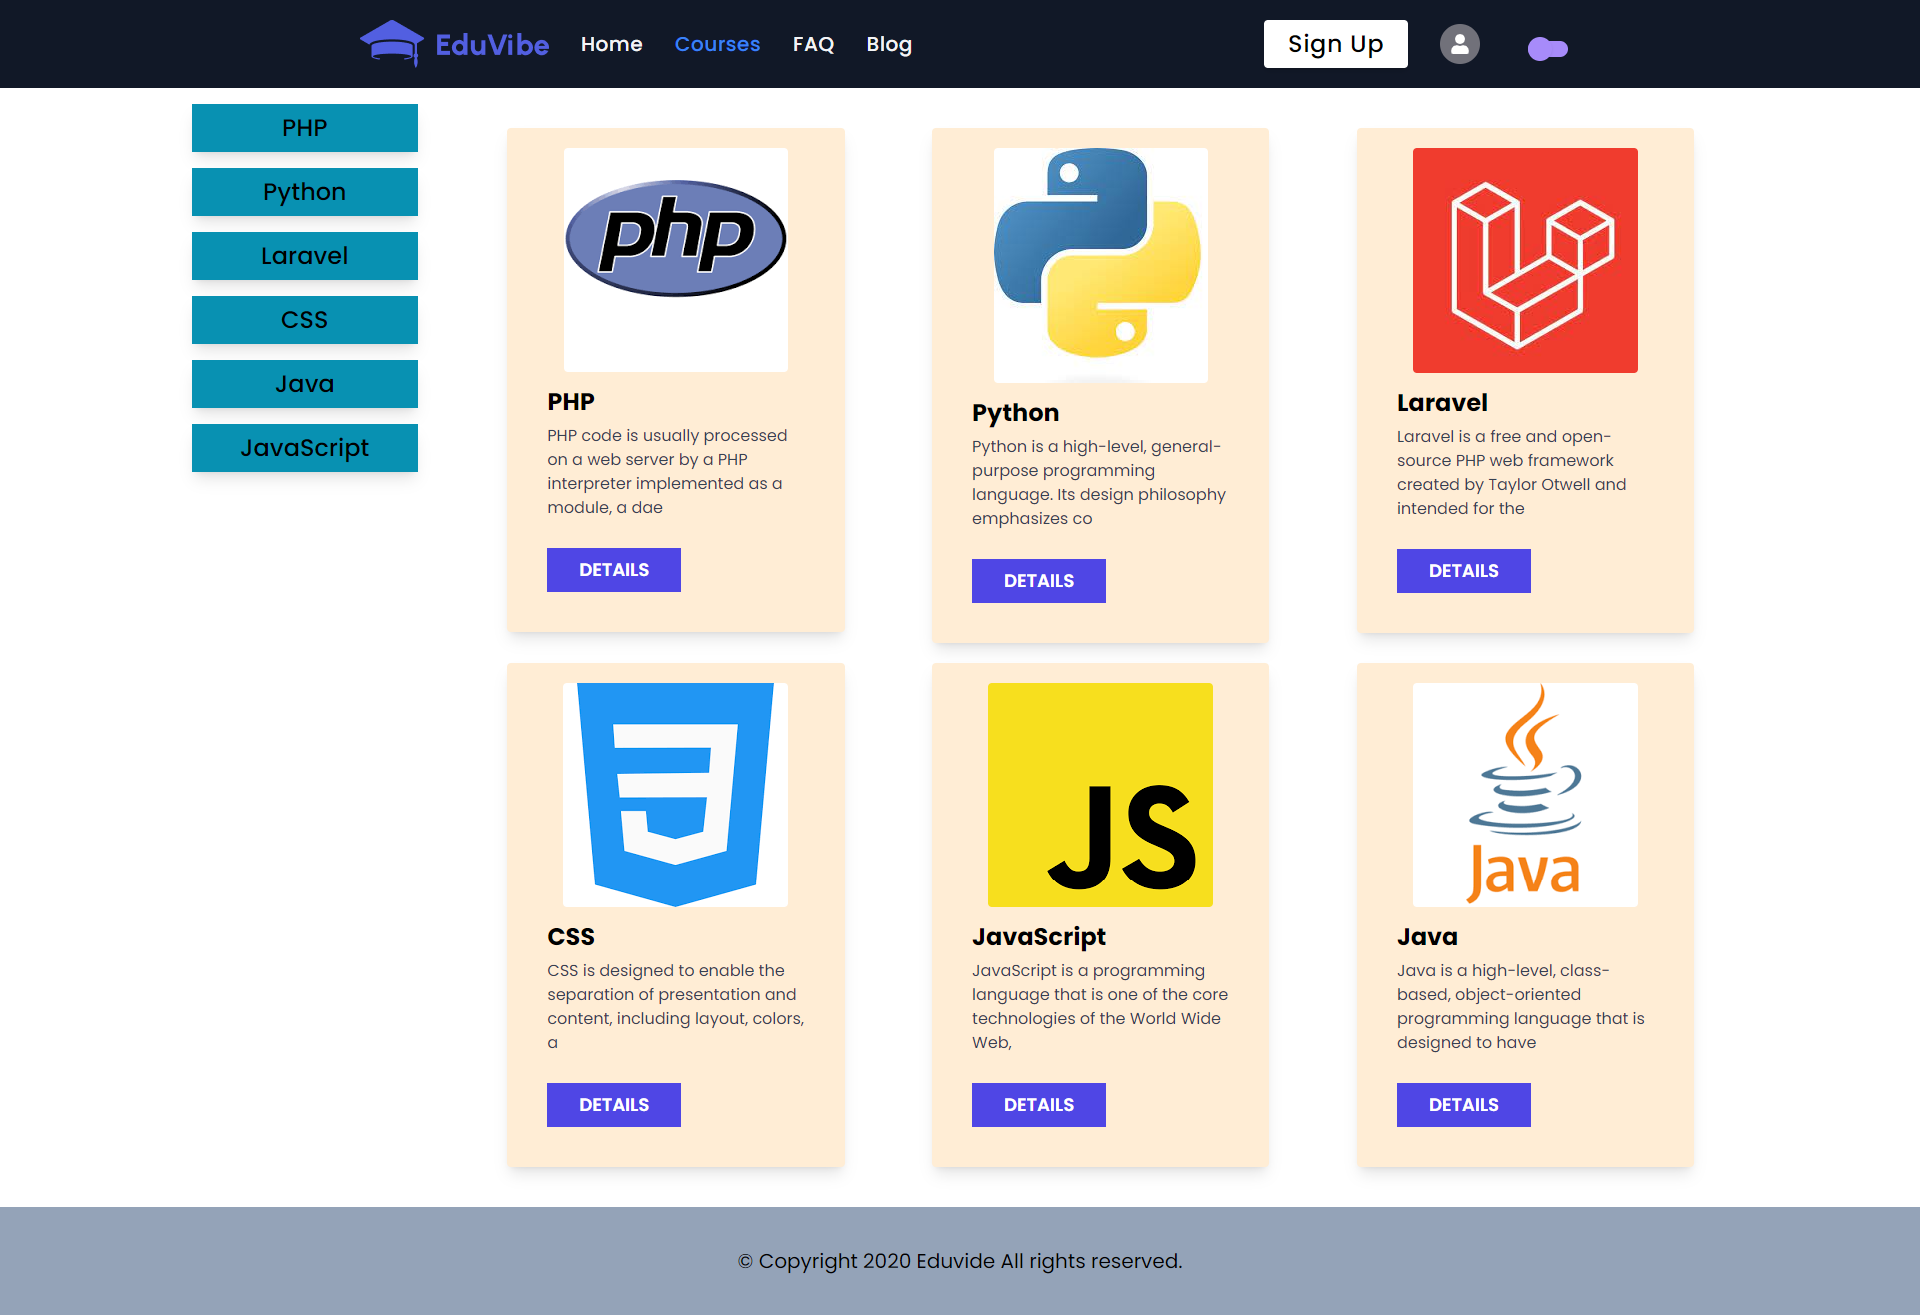 EduVibe Home Courses FAQ Blog Sign Up
PHP
Python
Laravel
CSS
Java
JavaScript
php
PHP
PHP code is usually processed
on a web server by a PHP
interpreter implemented as a
module, a dae
DETAILS
Python
Python is a high-level, general-
purpose programming
language. Its design philosophy
emphasizes co
DETAILS
Laravel
Laravel is a free and open-
source PHP web framework
created by Taylor Otwell and
intended for the
DETAILS
CSS
CSS is designed to enable the
separation of presentation and
content, including layout, colors,
a
DETAILS
JS
JavaScript
JavaScript is a programming
language that is one of the core
technologies of the World Wide
Web,
DETAILS
Java
Java
Java is a high-level, class-
based, object-oriented
programming language that is
designed to have
DETAILS
© Copyright 2020 Eduvide All rights reserved.